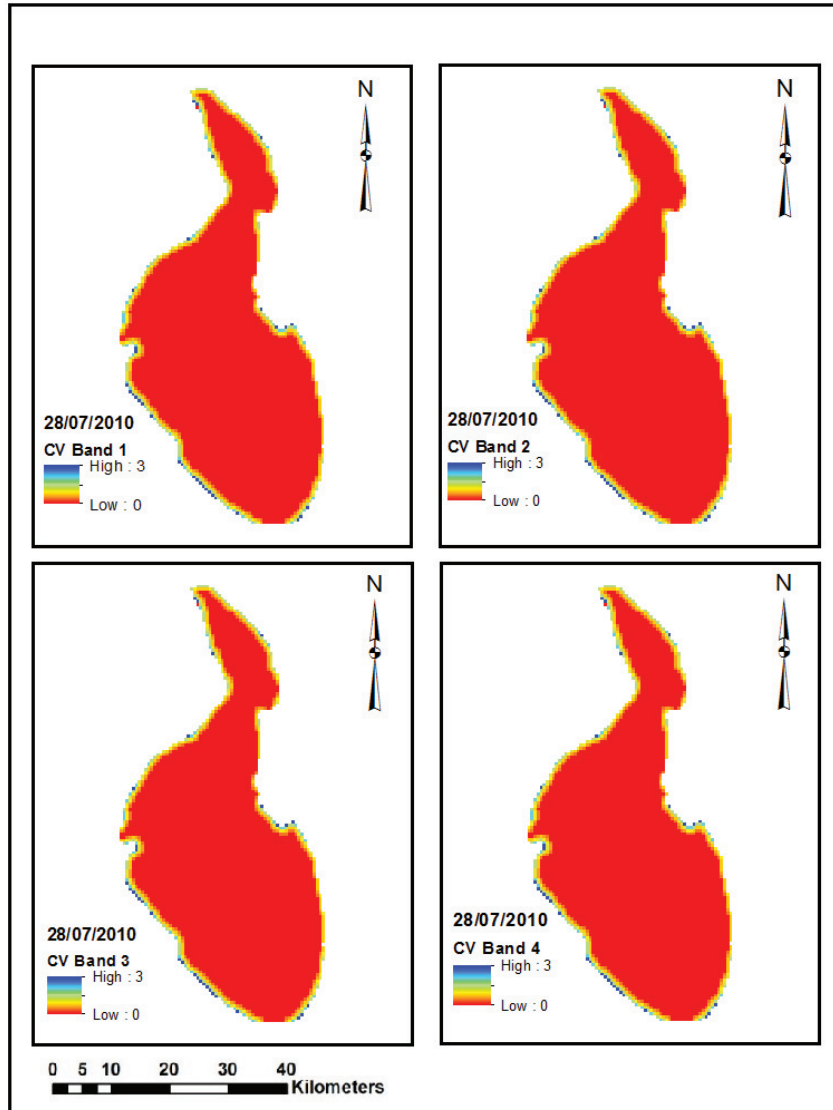 N
28/07/2010
CV Band 1
High : 3
Low : 0
N
28/07/2010
CV Band 2
High : 3
Low : 0
N
28/07/2010
CV Band 3
High : 3
Low : 0
N
28/07/2010
CV Band 4
High : 3
Low : 0
0 5 10 20 30 40
Kilometers